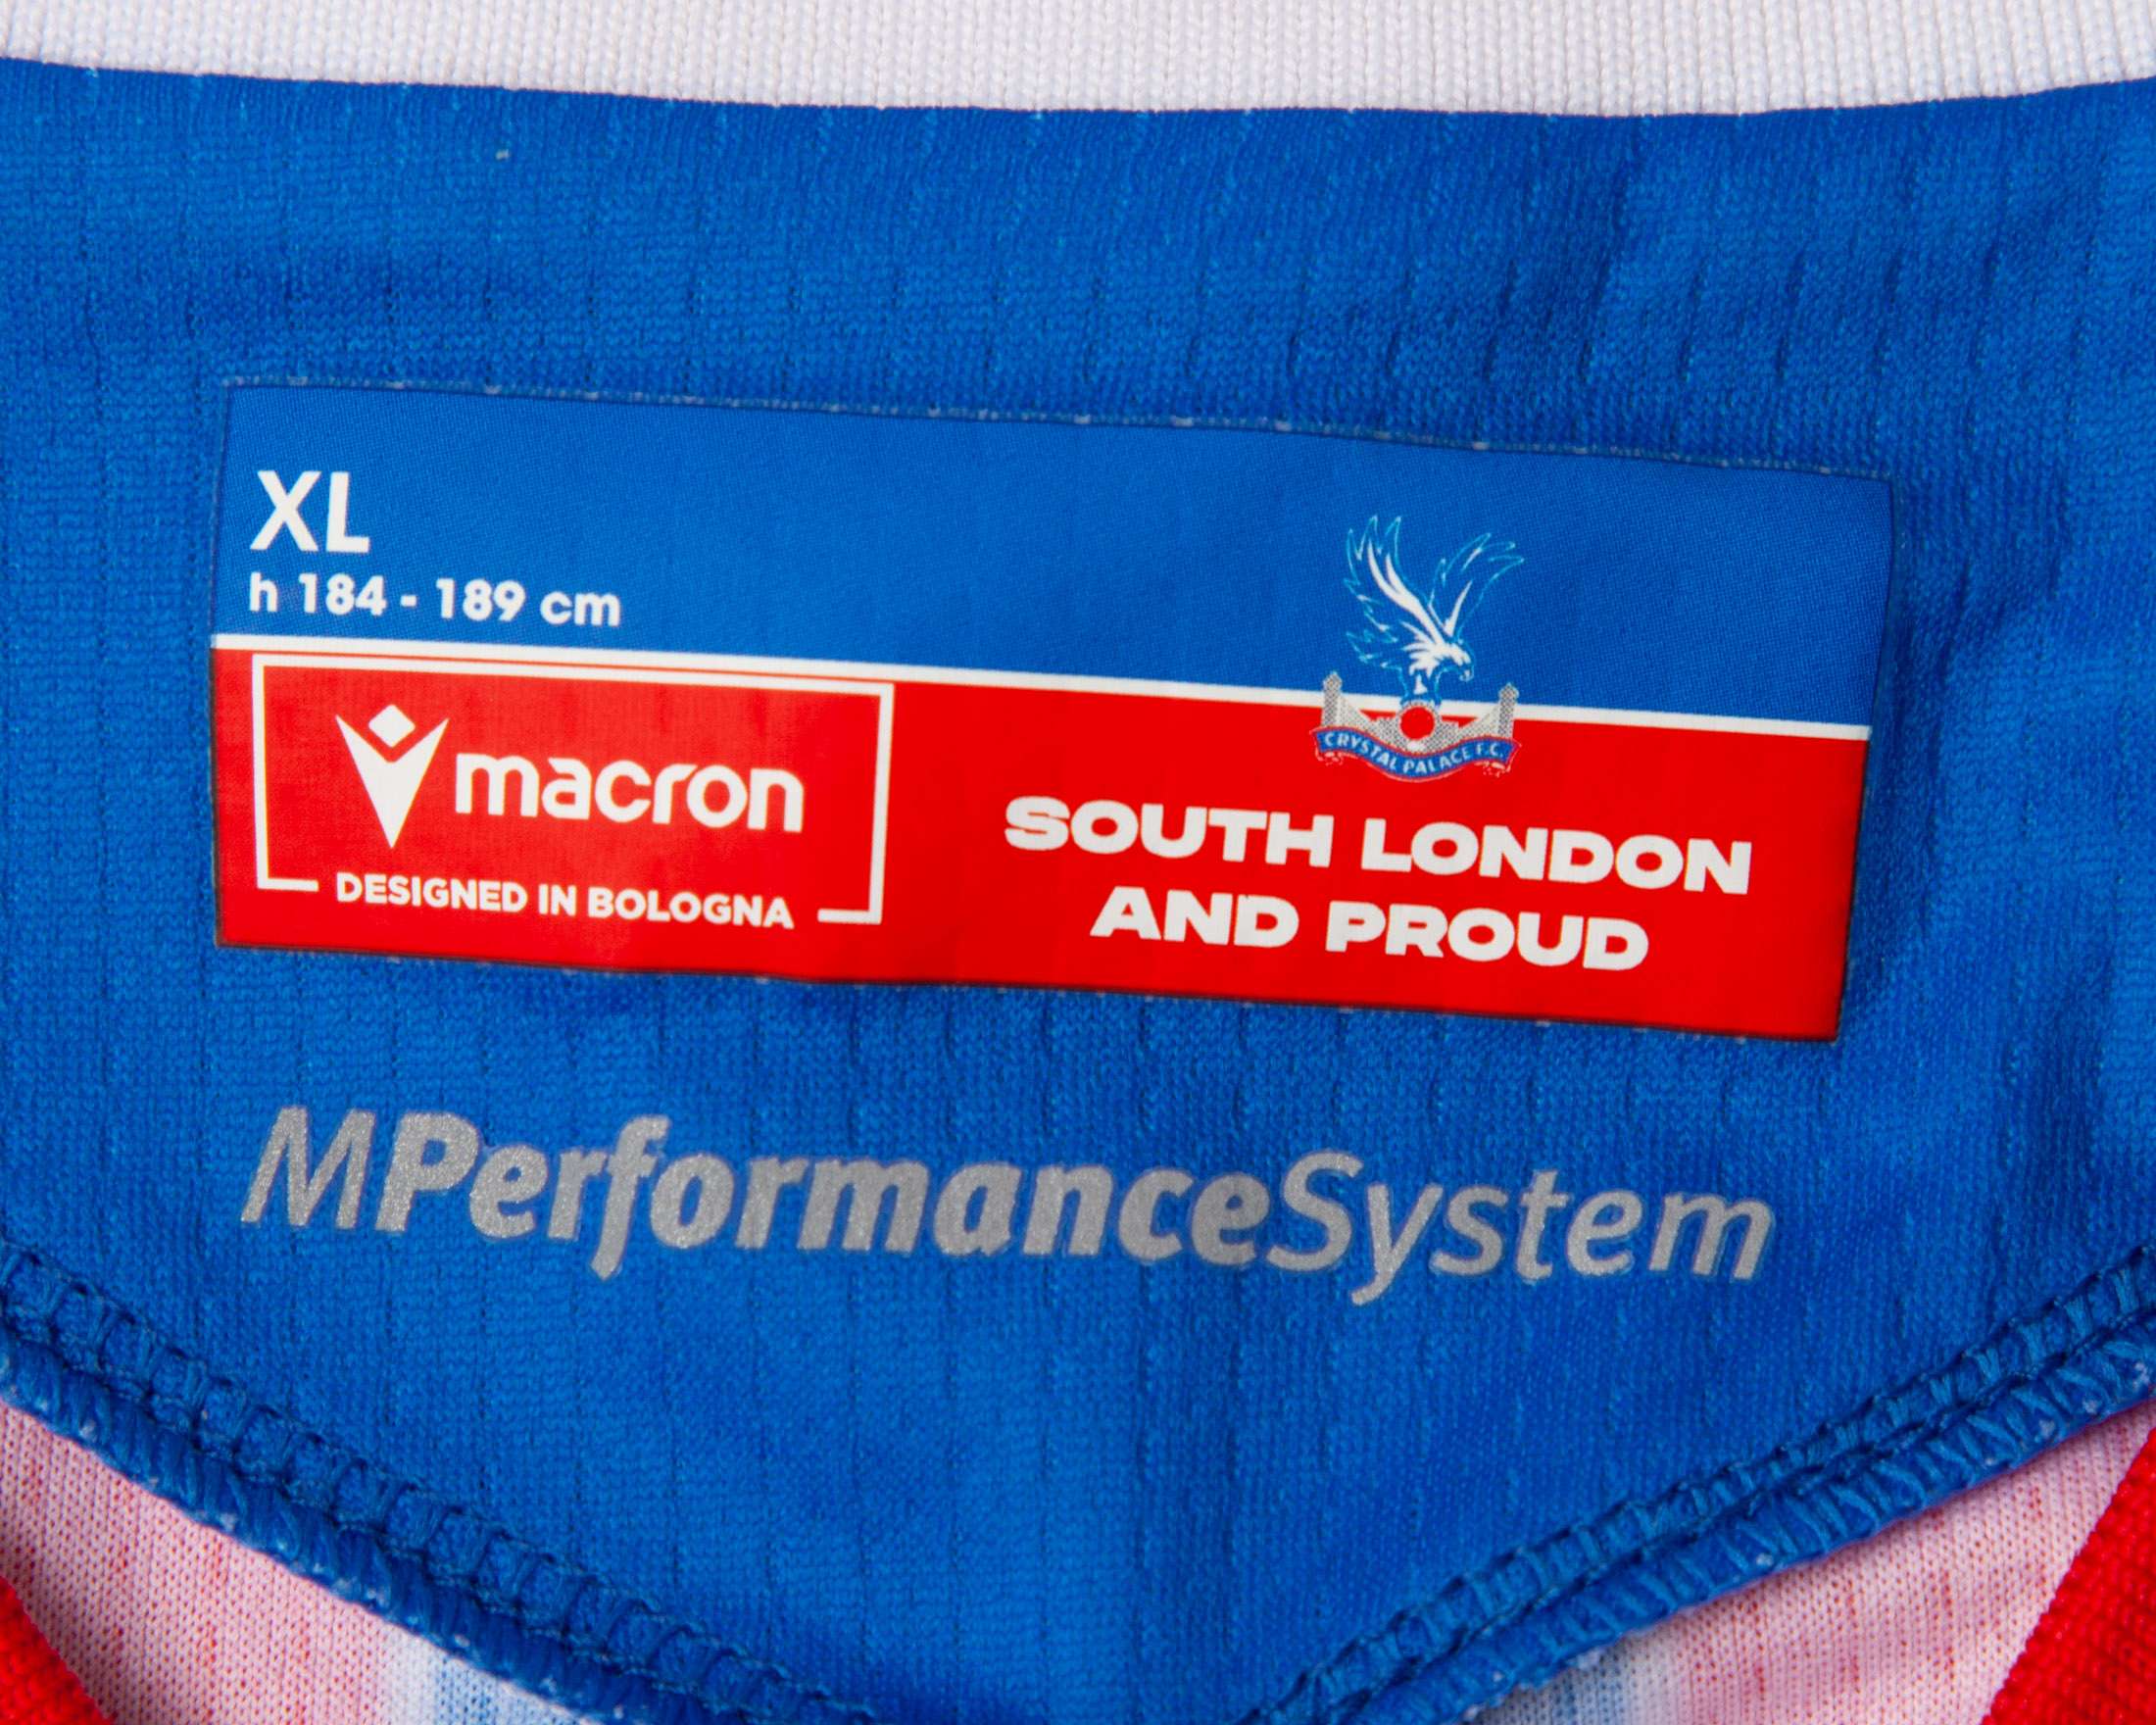 XL
h 184 - 189 cm
macron
DESIGNED IN BOLOGNA
CRYSTAL PALACE F.C.
SOUTH LONDON
AND PROUD
MPerformanceSystem